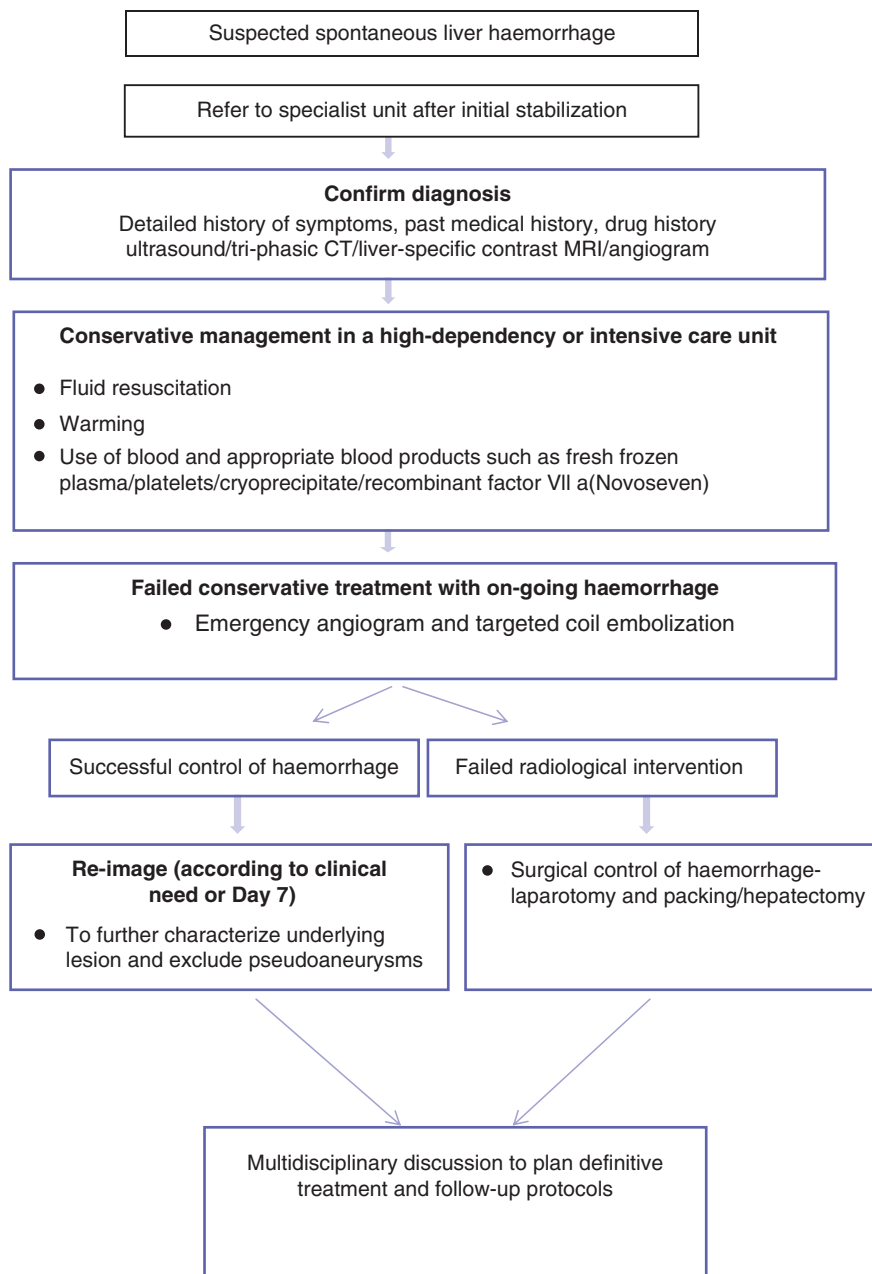 Suspected spontaneous liver haemorrhage
Refer to specialist unit after initial stabilization
Confirm diagnosis
Detailed history of symptoms, past medical history, drug history
ultrasound/tri-phasic CT/liver-specific contrast MRI/angiogram
Conservative management in a high-dependency or intensive care unit
● Fluid resuscitation
● Warming
● Use of blood and appropriate blood products such as fresh frozen
plasma/platelets/cryoprecipitate/recombinant factor VII a(Novoseven)
Failed conservative treatment with on-going haemorrhage
● Emergency angiogram and targeted coil embolization
Successful control of haemorrhage
Failed radiological intervention
Re-image (according to clinical
need or Day 7)
● To further characterize underlying
lesion and exclude pseudoaneurysms
● Surgical control of haemorrhage-
laparotomy and packing/hepatectomy
Multidisciplinary discussion to plan definitive
treatment and follow-up protocols